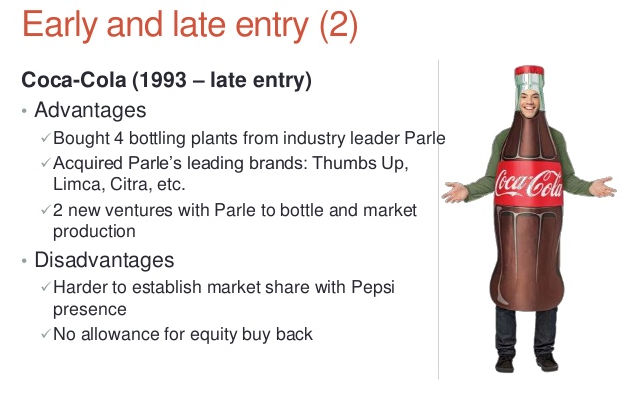 Early and late entry (2)
Coca-Cola (1993 – late entry)
• Advantages
✓Bought 4 bottling plants from industry leader Parle
✓Acquired Parle's leading brands: Thumbs Up,
Limca, Citra, etc.
✓2 new ventures with Parle to bottle and market
production
• Disadvantages
✓Harder to establish market share with Pepsi
presence
✓No allowance for equity buy back
Coca-Cola